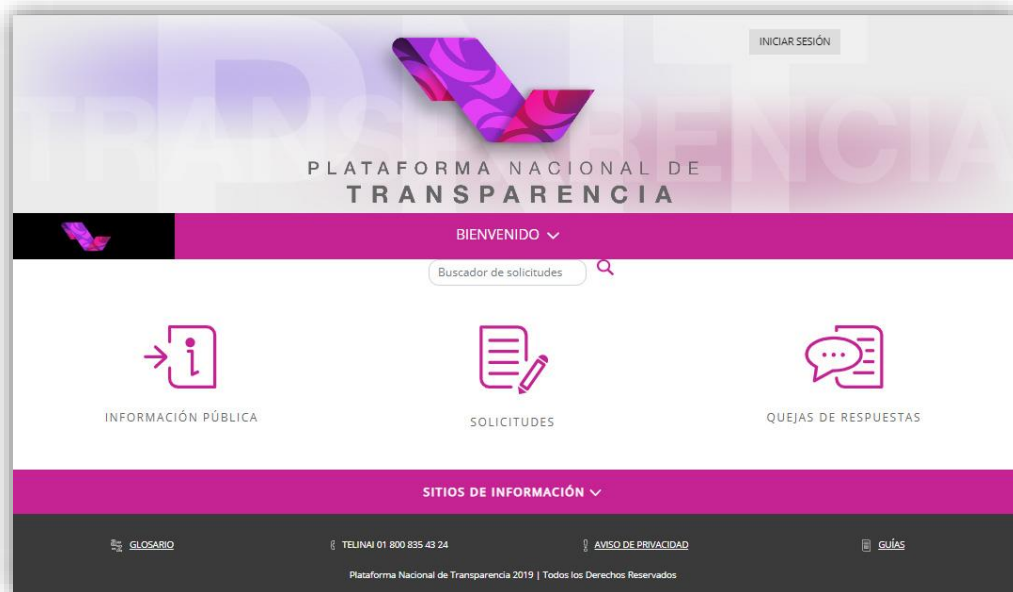 PNT
TRANSPARENCIA
INICIAR SESIÓN
PLATAFORMA NACIONAL DE
TRANSPARENCIA
BIENVENIDO
Buscador de solicitudes
INFORMACIÓN PÚBLICA
SOLICITUDES
QUEJAS DE RESPUESTAS
SITIOS DE INFORMACIÓN
GLOSARIO
TELINAI 01 800 835 43 24
AVISO DE PRIVACIDAD
GUÍAS
Plataforma Nacional de Transparencia 2019 | Todos los Derechos Reservados